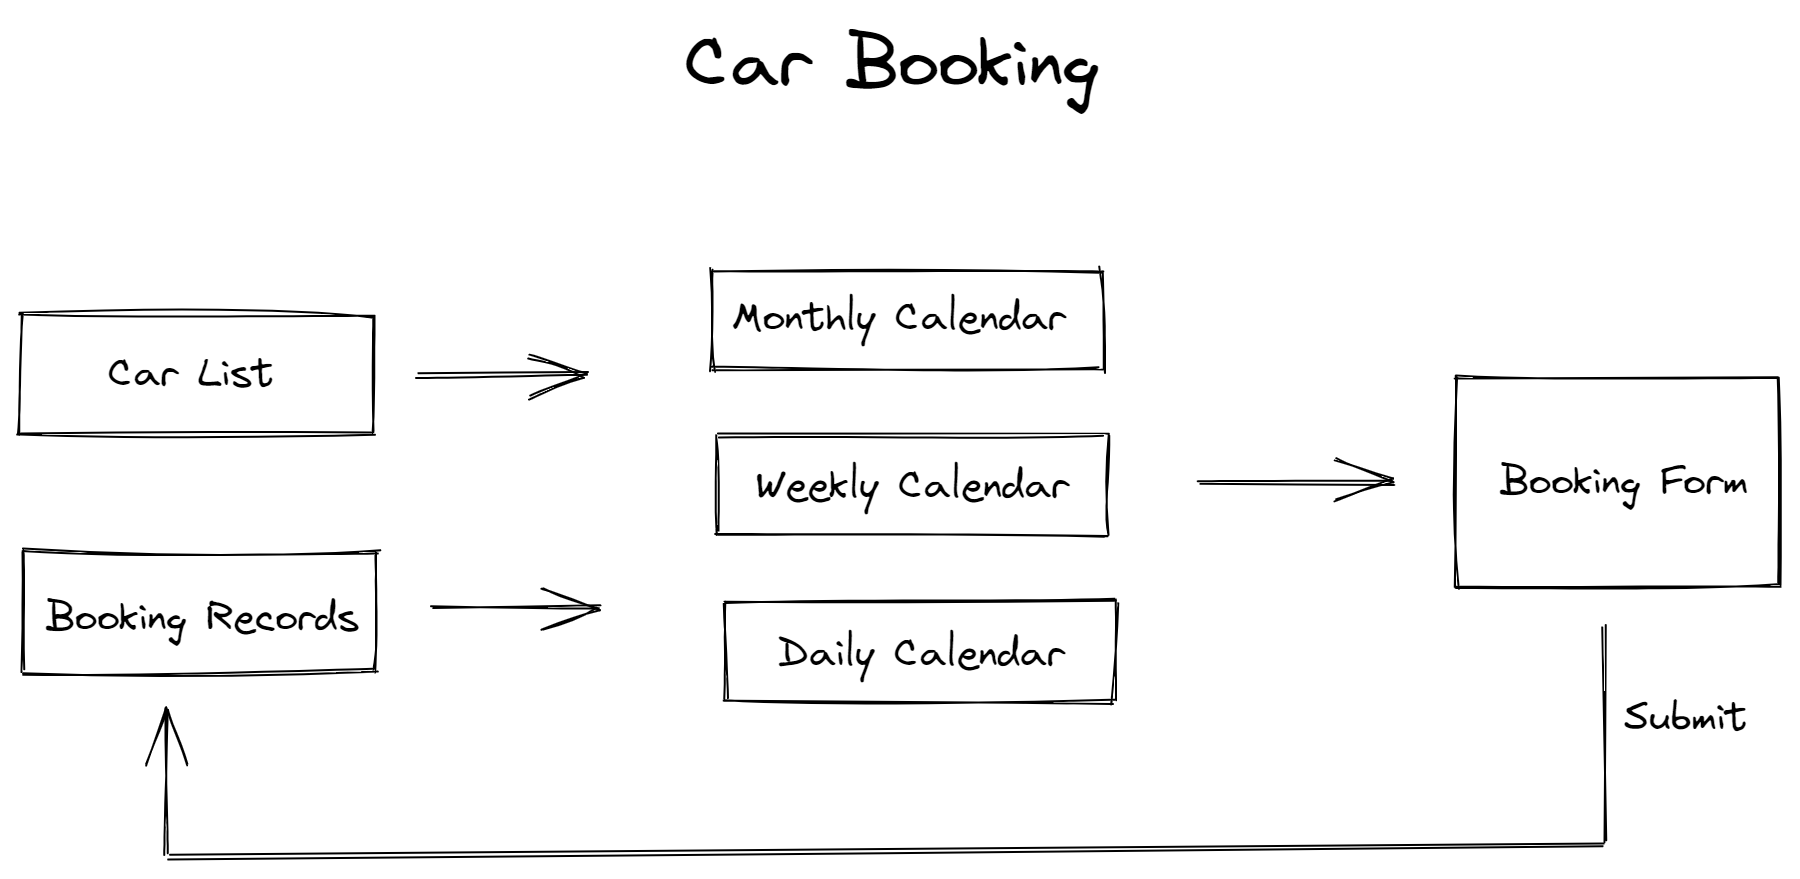 Car Booking
Car List
Booking Records
Monthly Calendar
Weekly Calendar
Daily Calendar
Booking Form
Submit